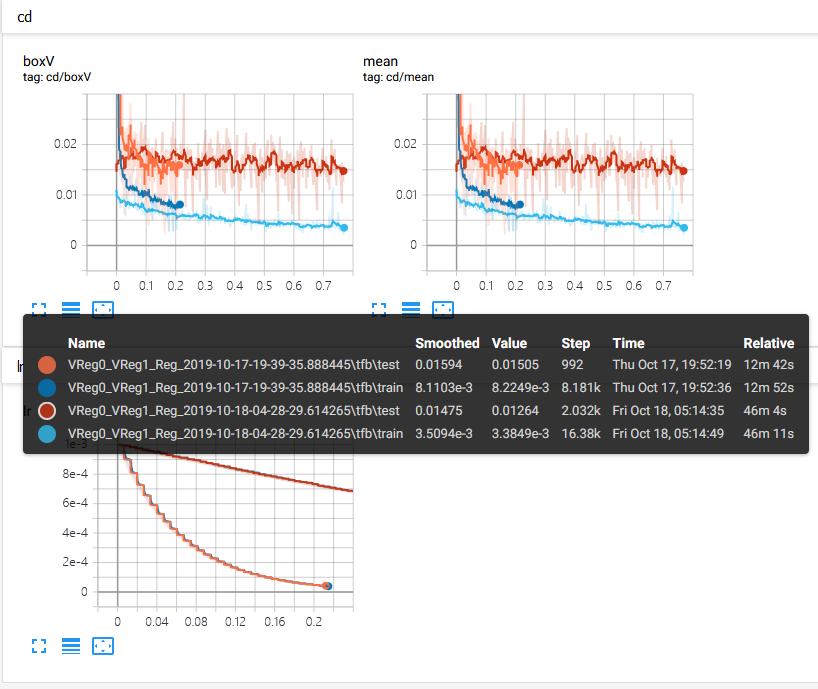 cd
boxV
tag: cd/boxV
mean
tag: cd/mean
0.02
0.01
0
0 0.1 0.2 0.3 0.4 0.5 0.6 0.7
0.02
0.01
0
0 0.1 0.2 0.3 0.4 0.5 0.6 0.7
Name Smoothed Value Step Time Relative
VReg0_VReg1_Reg_2019-10-17-19-39-35.888445\tfb\test 0.01594 0.01505 992 Thu Oct 17, 19:52:19 12m 42s
VReg0_VReg1_Reg_2019-10-17-19-39-35.888445\tfb\train 8.1103e-3 8.2249e-3 8.181k Thu Oct 17, 19:52:36 12m 52s
VReg0_VReg1_Reg_2019-10-18-04-28-29.614265\tfb\test 0.01475 0.01264 2.032k Fri Oct 18, 05:14:35 46m 4s
VReg0_VReg1_Reg_2019-10-18-04-28-29.614265\tfb\train 3.5094e-3 3.3849e-3 16.38k Fri Oct 18, 05:14:49 46m 11s
lr
1e-3
8e-4
6e-4
4e-4
2e-4
0
0 0.04 0.08 0.12 0.16 0.2